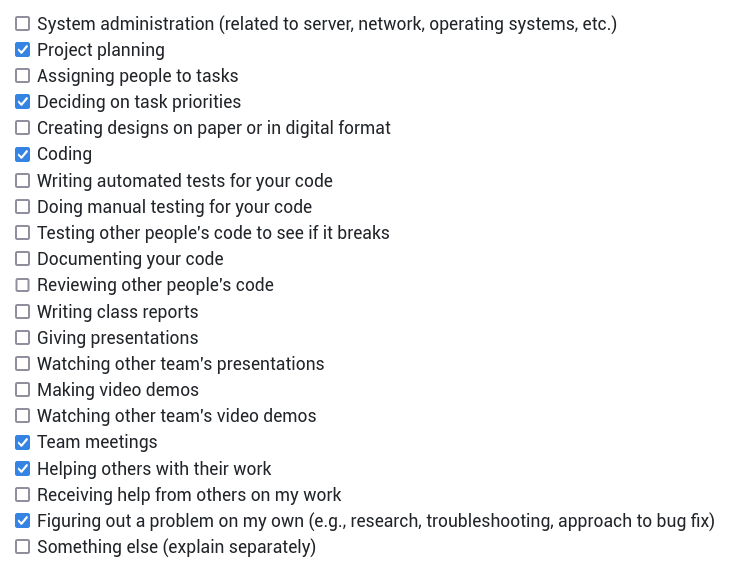 System administration (related to server, network, operating systems, etc.)
Project planning
Assigning people to tasks
Deciding on task priorities
Creating designs on paper or in digital format
Coding
Writing automated tests for your code
Doing manual testing for your code
Testing other people's code to see if it breaks
Documenting your code
Reviewing other people's code
Writing class reports
Giving presentations
Watching other team's presentations
Making video demos
Watching other team's video demos
Team meetings
Helping others with their work
Receiving help from others on my work
Figuring out a problem on my own (e.g., research, troubleshooting, approach to bug fix)
Something else (explain separately)